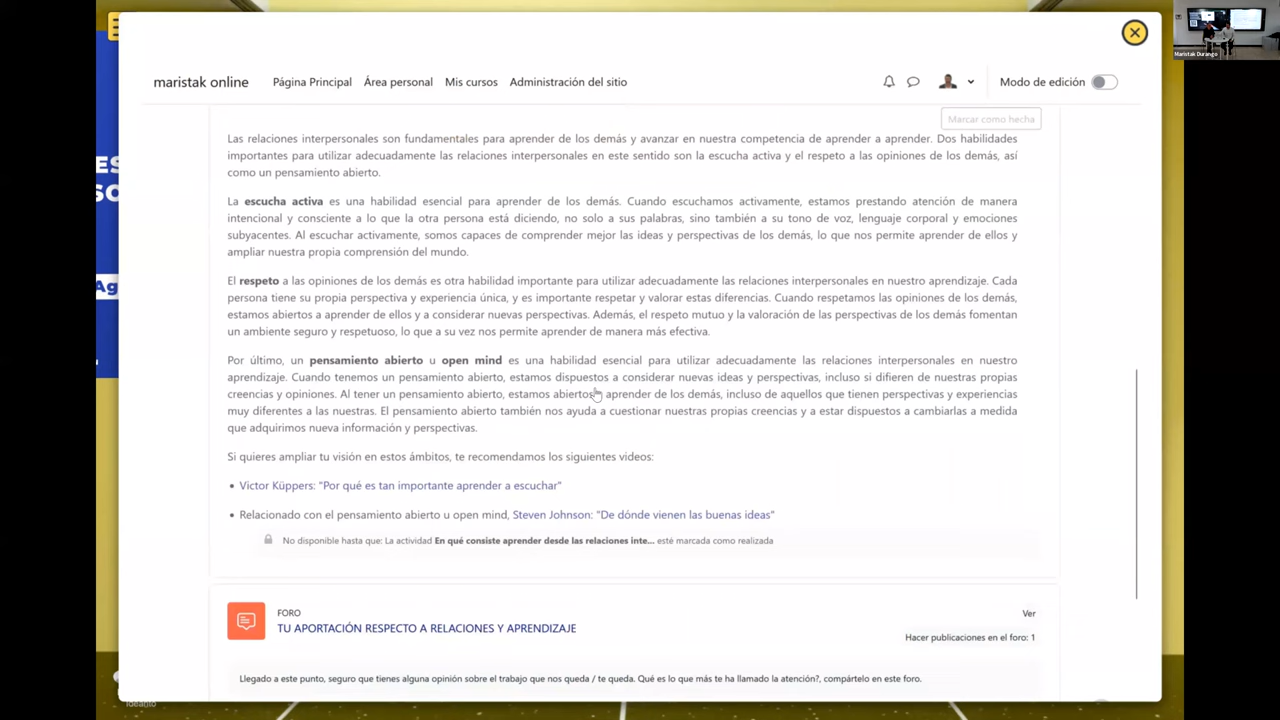 Maristak Durango
ES
SO
Ag
maristak online
Página Principal
Área personal
Mis cursos
Administración del sitio
Modo de edición
Marcar como hecha
Las relaciones interpersonales son fundamentales para aprender de los demás y avanzar en nuestra competencia de aprender a aprender. Dos habilidades
importantes para utilizar adecuadamente las relaciones interpersonales en este sentido son la escucha activa y el respeto a las opiniones de los demás, así
como un pensamiento abierto.
La escucha activa es una habilidad esencial para aprender de los demás. Cuando escuchamos activamente, estamos prestando atención de manera
intencional y consciente a lo que la otra persona está diciendo, no solo a sus palabras, sino también a su tono de voz, lenguaje corporal y emociones
subyacentes. Al escuchar activamente, somos capaces de comprender mejor las ideas y perspectivas de los demás, lo que nos permite aprender de ellos y
ampliar nuestra propia comprensión del mundo.
El respeto a las opiniones de los demás es otra habilidad importante para utilizar adecuadamente las relaciones interpersonales en nuestro aprendizaje. Cada
persona tiene su propia perspectiva y experiencia única, y es importante respetar y valorar estas diferencias. Cuando respetamos las opiniones de los demás,
estamos abiertos a aprender de ellos y a considerar nuevas perspectivas. Además, el respeto mutuo y la valoración de las perspectivas de los demás fomentan
un ambiente seguro y respetuoso, lo que a su vez nos permite aprender de manera más efectiva.
Por último, un pensamiento abierto u open mind es una habilidad esencial para utilizar adecuadamente las relaciones interpersonales en nuestro
aprendizaje. Cuando tenemos un pensamiento abierto, estamos dispuestos a considerar nuevas ideas y perspectivas, incluso si difieren de nuestras propias
creencias y opiniones. Al tener un pensamiento abierto, estamos abiertos a aprender de los demás, incluso de aquellos que tienen perspectivas y experiencias
muy diferentes a las nuestras. El pensamiento abierto también nos ayuda a cuestionar nuestras propias creencias y a estar dispuestos a cambiarlas a medida
que adquirimos nueva información y perspectivas.
Si quieres ampliar tu visión en estos ámbitos, te recomendamos los siguientes videos:
• Victor Küppers: "Por qué es tan importante aprender a escuchar"
• Relacionado con el pensamiento abierto u open mind, Steven Johnson: "De dónde vienen las buenas ideas"
No disponible hasta que: La actividad En qué consiste aprender desde las relaciones inte... esté marcada como realizada
FORO
Ver
TU APORTACIÓN RESPECTO A RELACIONES Y APRENDIZAJE
Hacer publicaciones en el foro: 1
Llegado a este punto, seguro que tienes alguna opinión sobre el trabajo que nos queda / te queda. Qué es lo que más te ha llamado la atención?, compártelo en este foro.